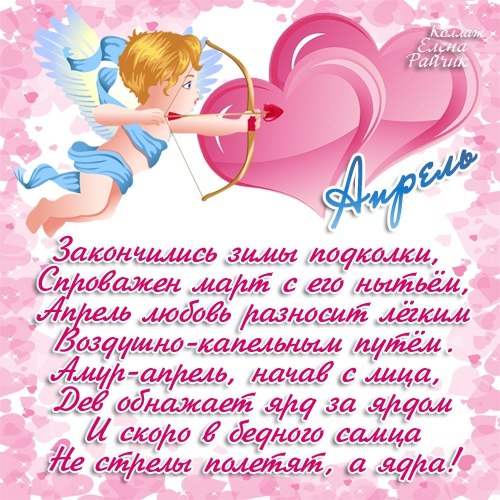 Коллаж
Елена
Райчик
Апрель
Закончились зимы подколки,
Спроважен март с его нытьём,
Апрель любовь разносит лёгким
Воздушно-капельным путём.
Амур-апрель, начав с лица,
Дев обнажает ярд за ярдом
И скоро в бедного самца
Не стрелы полетят, а ядра!